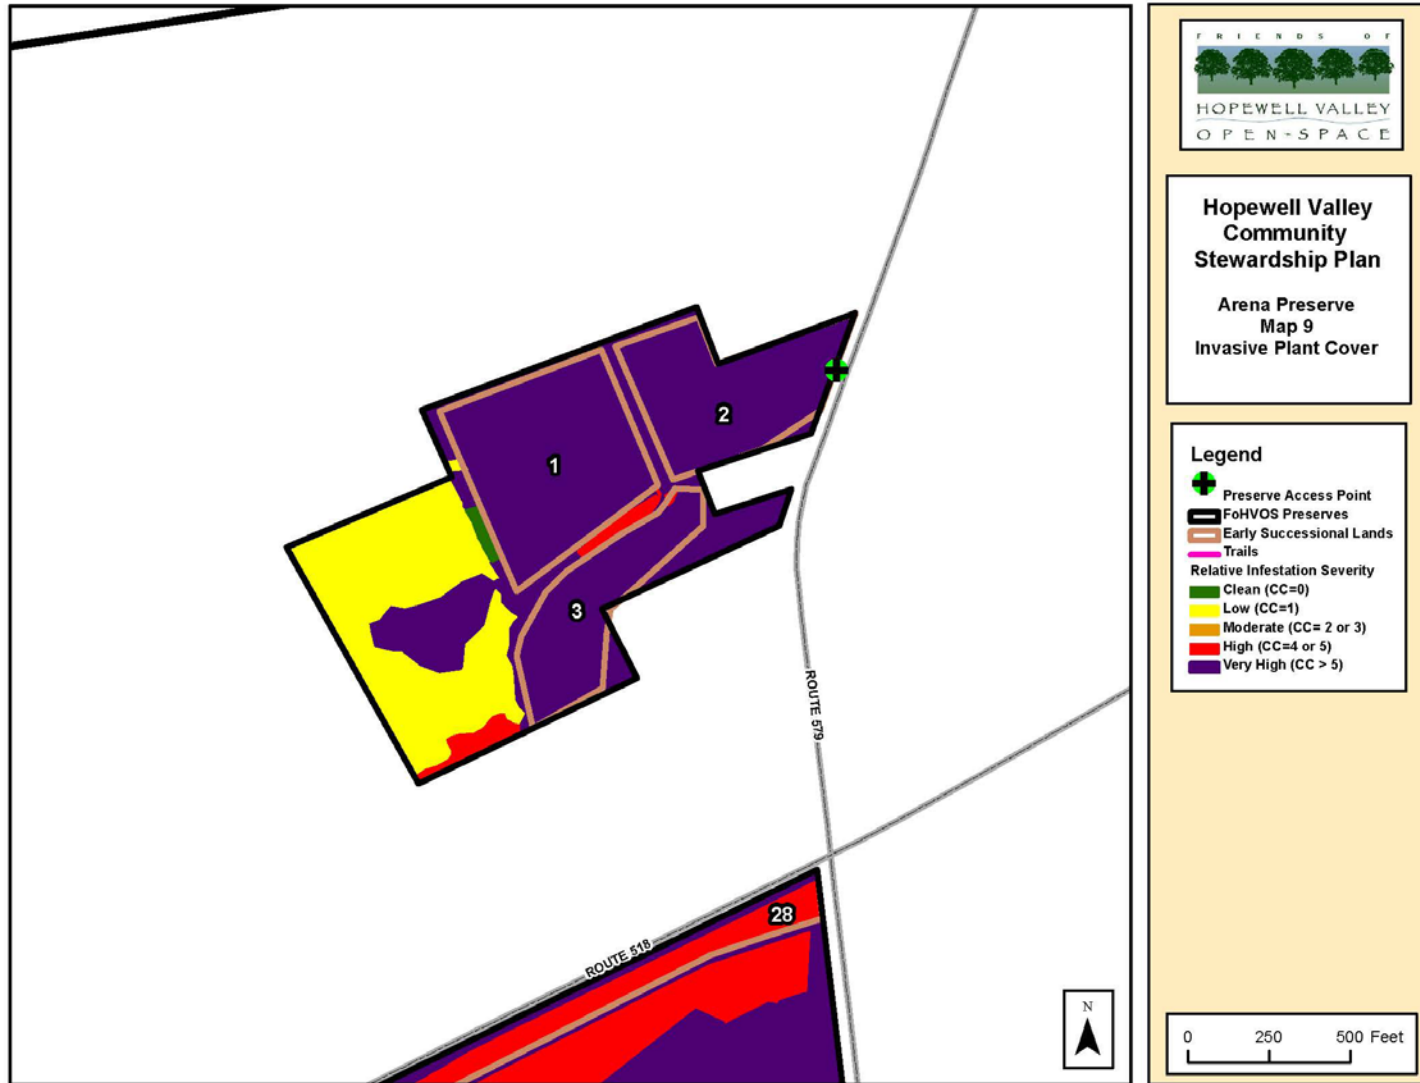 FRIENDS OF
HOPEWELL VALLEY
OPEN-SPACE
Hopewell Valley
Community
Stewardship Plan
Arena Preserve
Map 9
Invasive Plant Cover
Legend
Preserve Access Point
FoHVOS Preserves
Early Successional Lands
Trails
Relative Infestation Severity
Clean (CC=0)
Low (CC=1)
Moderate (CC= 2 or 3)
High (CC=4 or 5)
Very High (CC > 5)
1
2
3
28
ROUTE 579
ROUTE 518
N
0 250 500 Feet